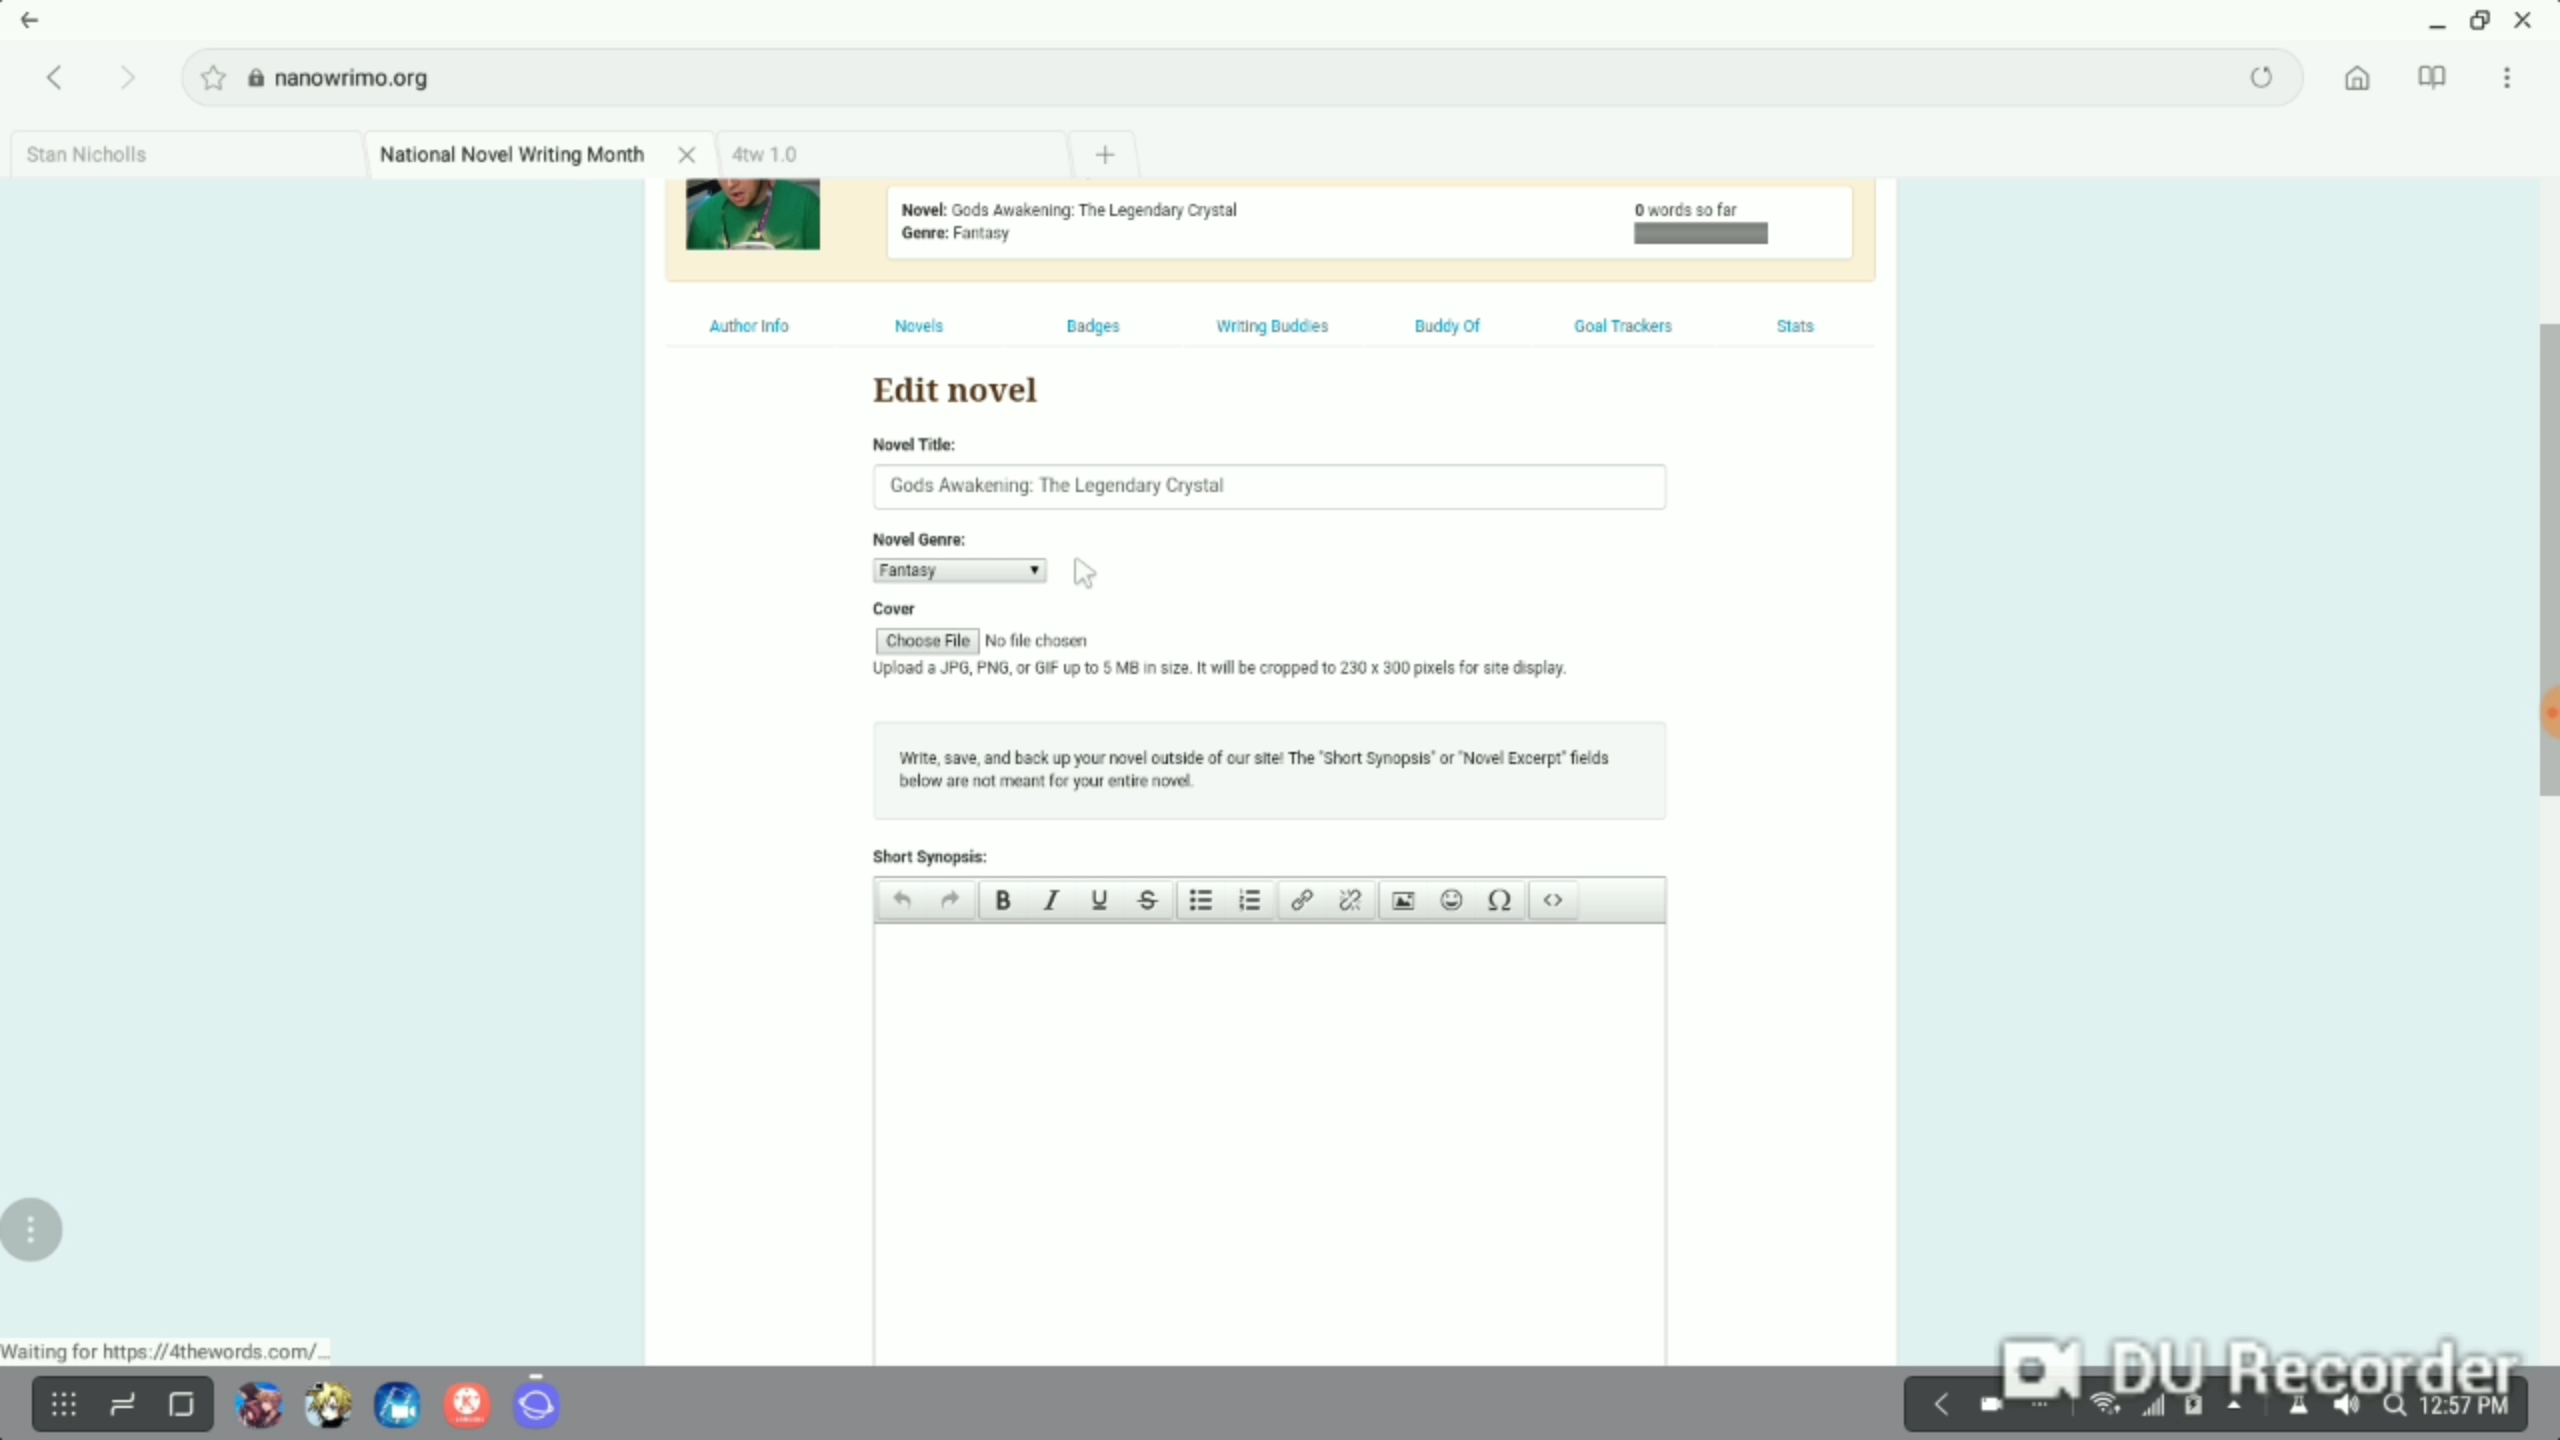 nanowrimo.org
Stan Nicholls
National Novel Writing Month
4tw 1.0
Novel: Gods Awakening: The Legendary Crystal
0 words so far
Genre: Fantasy
Author Info
Novels
Badges
Writing Buddies
Buddy Of
Goal Trackers
Stats
Edit novel
Novel Title:
Gods Awakening: The Legendary Crystal
Novel Genre:
Fantasy
Cover
Choose File No file chosen
Upload a JPG, PNG, or GIF up to 5 MB in size. It will be cropped to 230 x 300 pixels for site display.
Write, save, and back up your novel outside of our site! The "Short Synopsis" or "Novel Excerpt" fields
below are not meant for your entire novel.
Short Synopsis:
B I U S
Ω
Waiting for https://4thewords.com/...
DU Recorder
12:57 PM